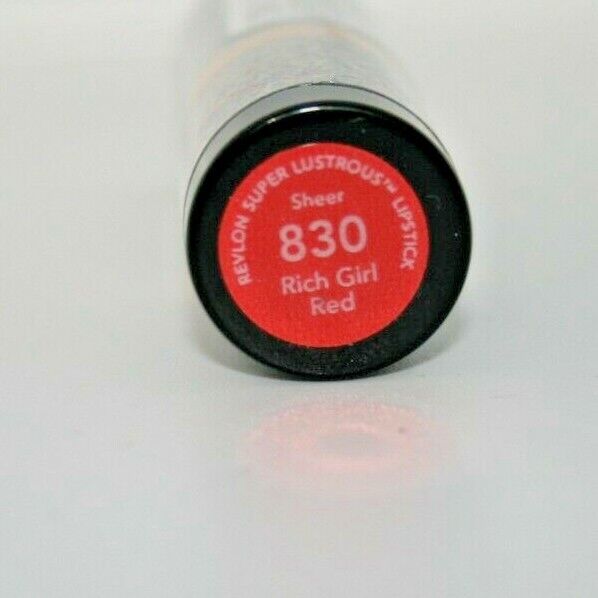 REVLON SUPER LUSTROUS™ LIPSTICK
Sheer
830
Rich Girl
Red